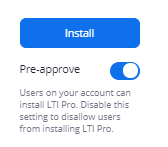 Install
Pre-approve
Users on your account can
install LTI Pro. Disable this
setting to disallow users
from installing LTI Pro.